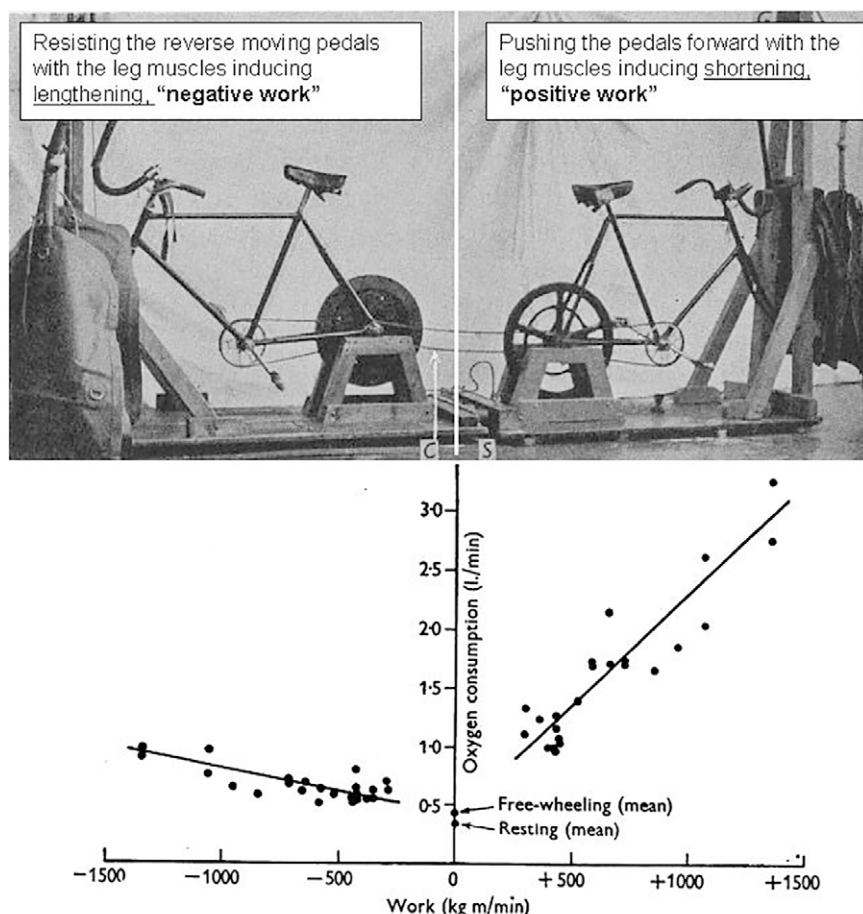 Resisting the reverse moving pedals
with the leg muscles inducing
lengthening, "negative work"
Pushing the pedals forward with the
leg muscles inducing shortening,
"positive work"
C
S
3·0
2·5
2·0
1·5
1·0
0·5
Oxygen consumption (l./min)
Free-wheeling (mean)
Resting (mean)
−1500
−1000
−500
0
+500
+1000
+1500
Work (kg m/min)